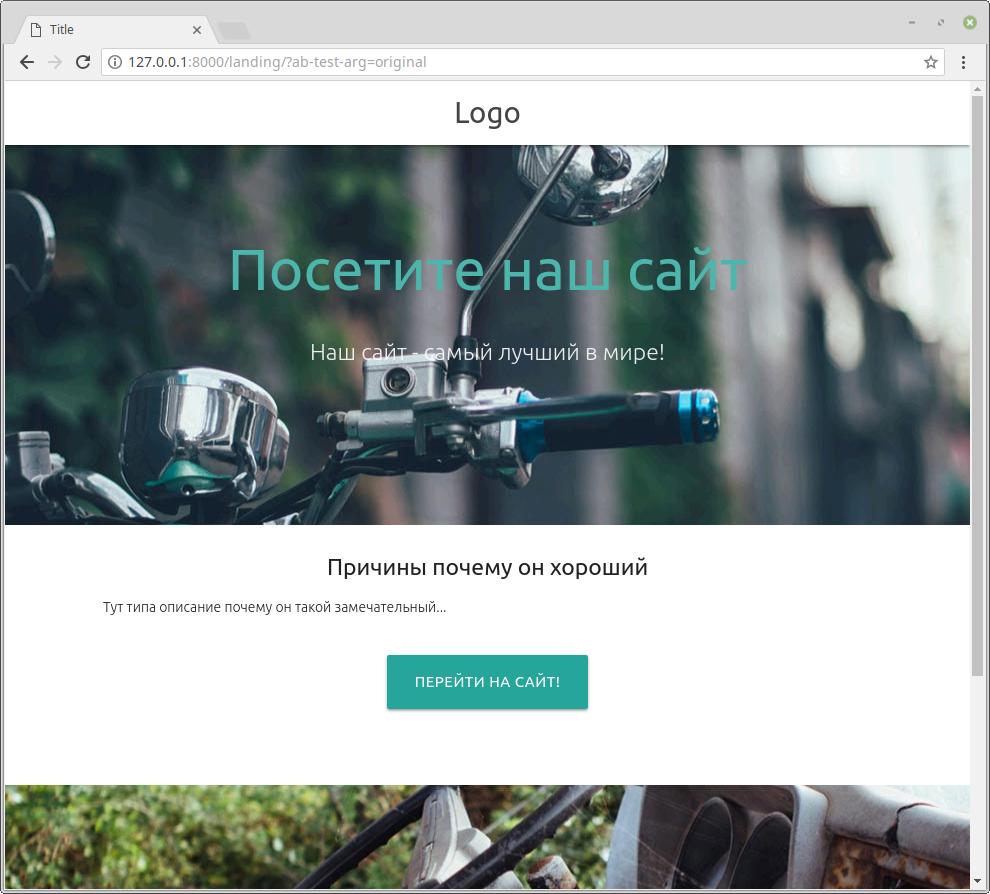 Title
127.0.0.1:8000/landing/?ab-test-arg=original
Logo
Посетите наш сайт
Наш сайт - самый лучший в мире!
Причины почему он хороший
Тут типа описание почему он такой замечательный...
ПЕРЕЙТИ НА САЙТ!